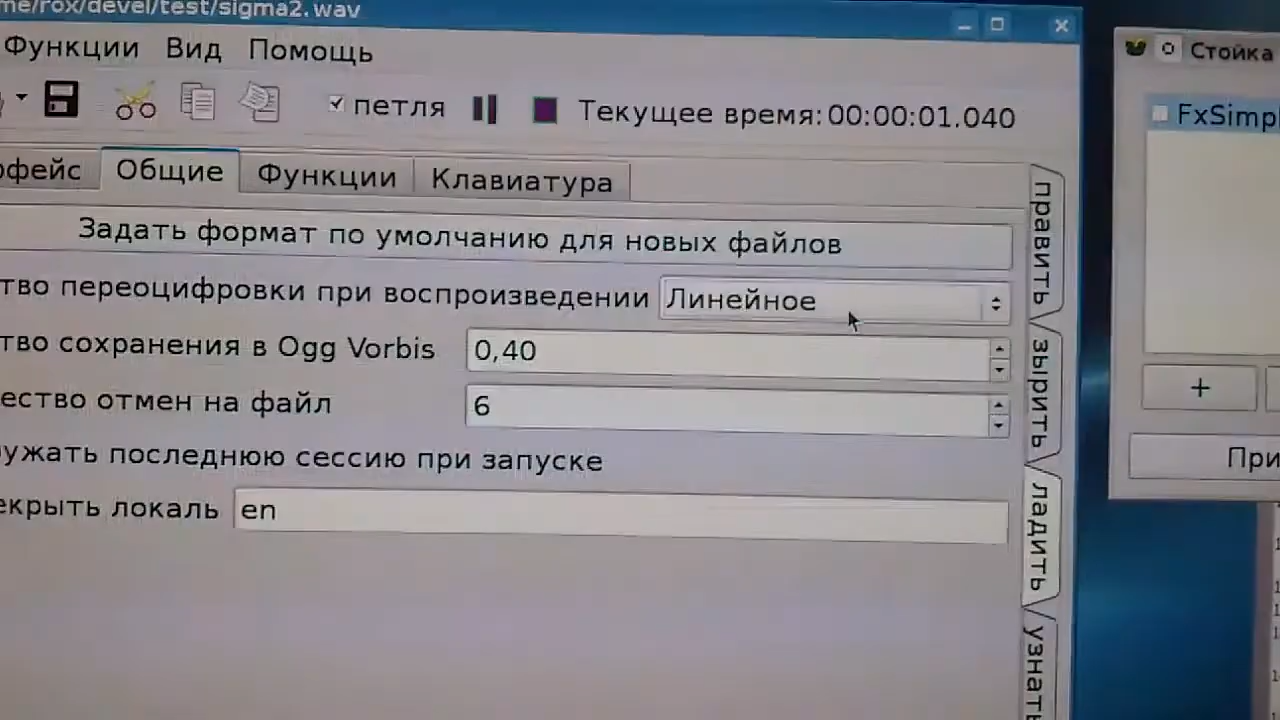 me/rox/devel/test/sigma2.wav
Функции Вид Помощь
петля Текущее время:00:00:01.040
рфейс Общие Функции Клавиатура
Задать формат по умолчанию для новых файлов
тво переоцифровки при воспроизведении Линейное
тво сохранения в Ogg Vorbis 0,40
ество отмен на файл 6
ужать последнюю сессию при запуске
екрыть локаль en
править
зырить
ладить
узнать
Стойка
FxSimpl
+
При